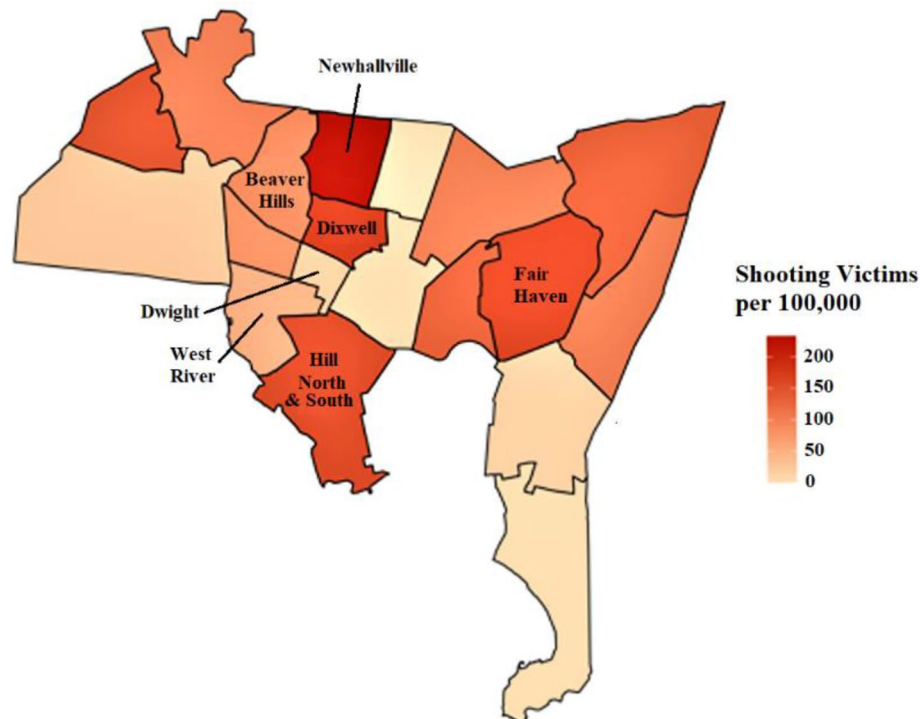 Newhallville
Beaver
Hills
Dixwell
Fair
Haven
Dwight
West
River
Hill
North
& South
Shooting Victims
per 100,000
200
150
100
50
0